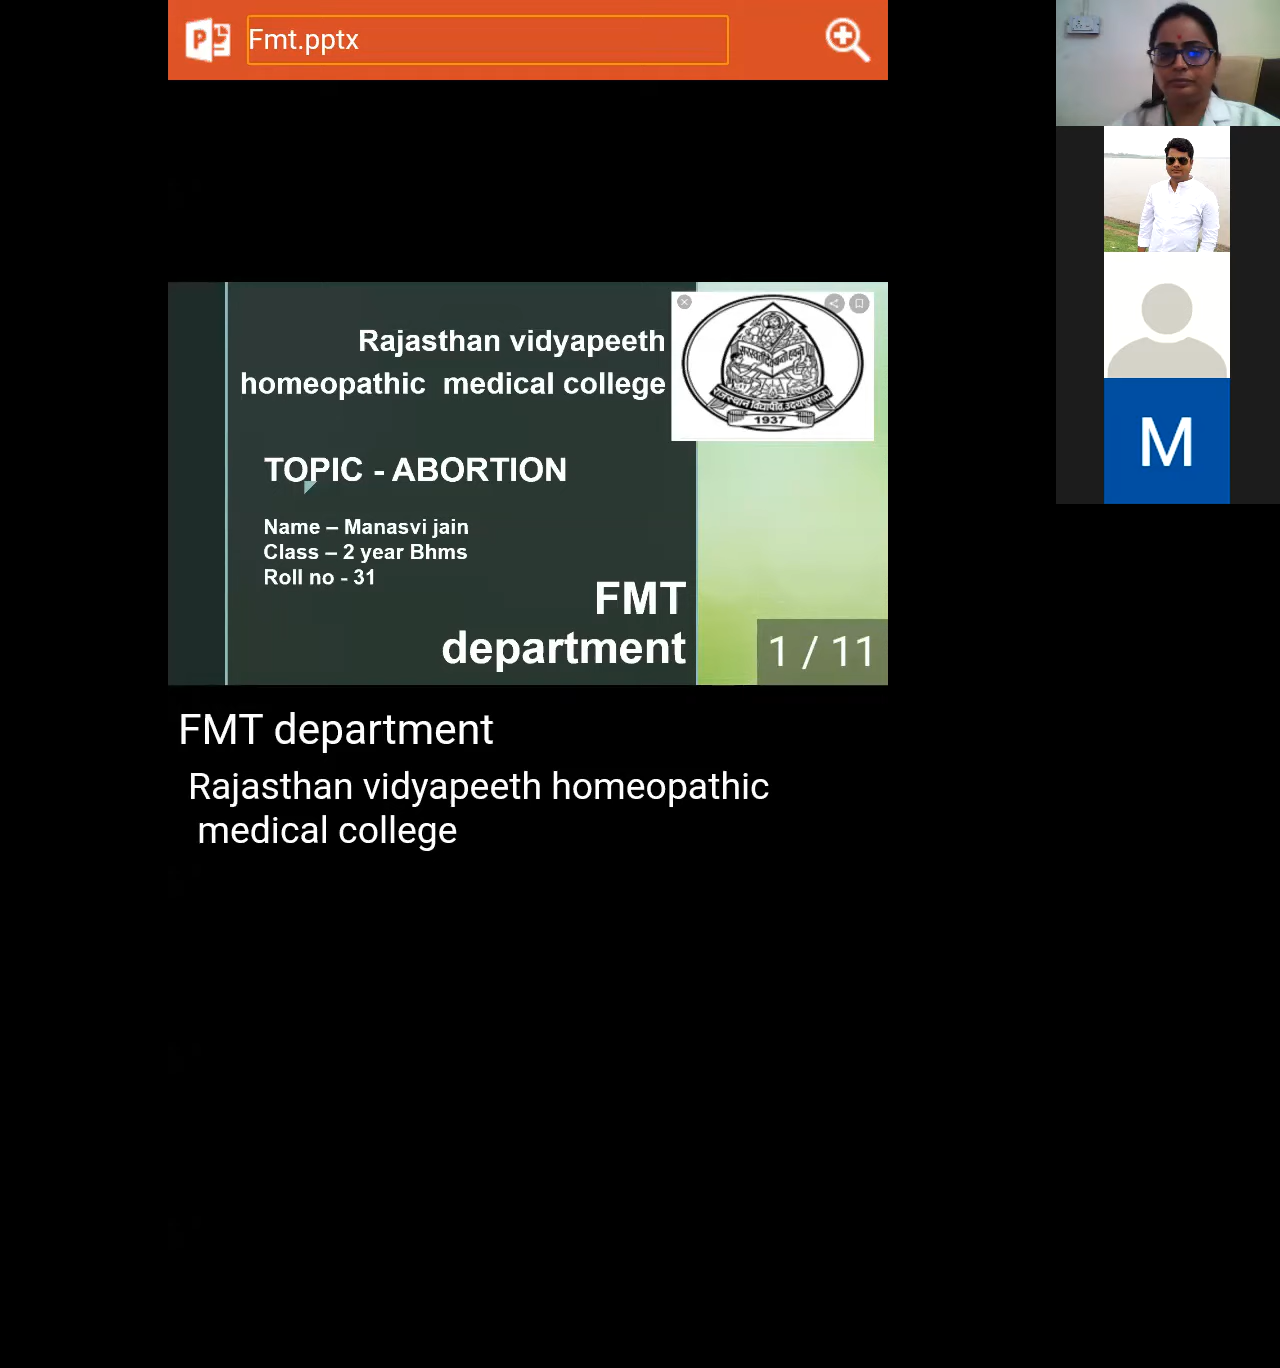 Fmt.pptx
Rajasthan vidyapeeth
homeopathic medical college
1937
TOPIC - ABORTION
Name – Manasvi jain
Class – 2 year Bhms
Roll no - 31
FMT
department
1 / 11
FMT department
Rajasthan vidyapeeth homeopathic
medical college
M